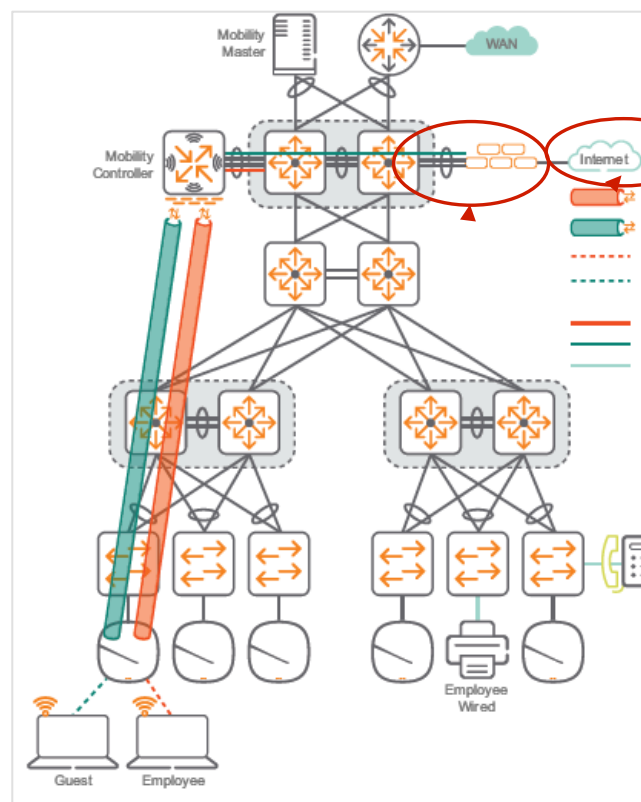 Mobility
Master
WAN
Mobility
Controller
Internet
Employee
Wired
Guest
Employee